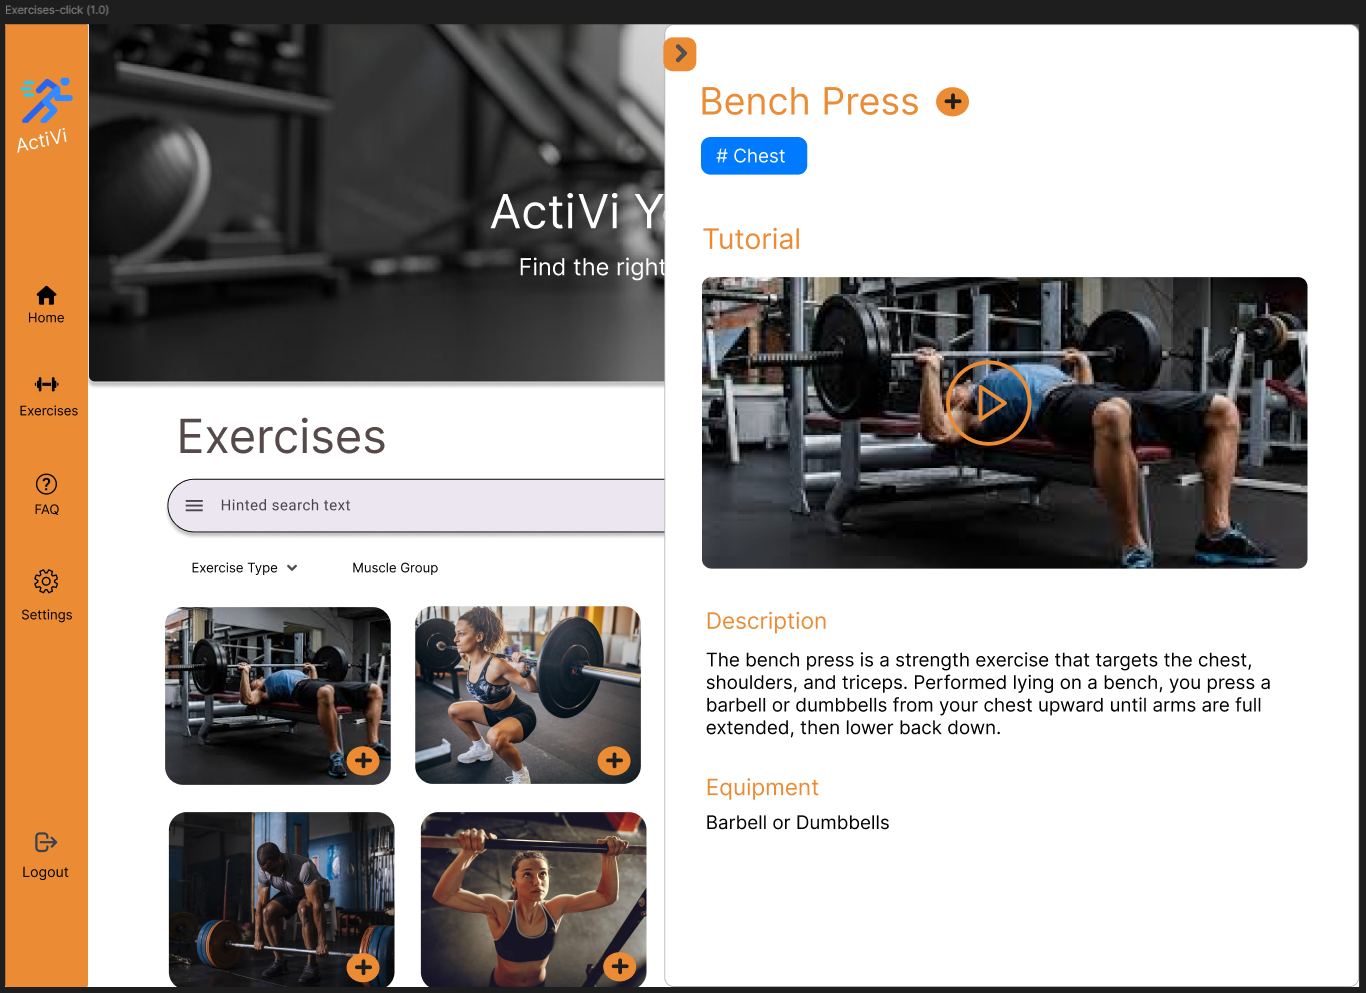 Exercises-click (1.0)
ActiVi
Home
Exercises
FAQ
Settings
Logout
ActiVi Y
Find the right
Exercises
Hinted search text
Exercise Type
Muscle Group
Bench Press
# Chest
Tutorial
Description
The bench press is a strength exercise that targets the chest,
shoulders, and triceps. Performed lying on a bench, you press a
barbell or dumbbells from your chest upward until arms are full
extended, then lower back down.
Equipment
Barbell or Dumbbells